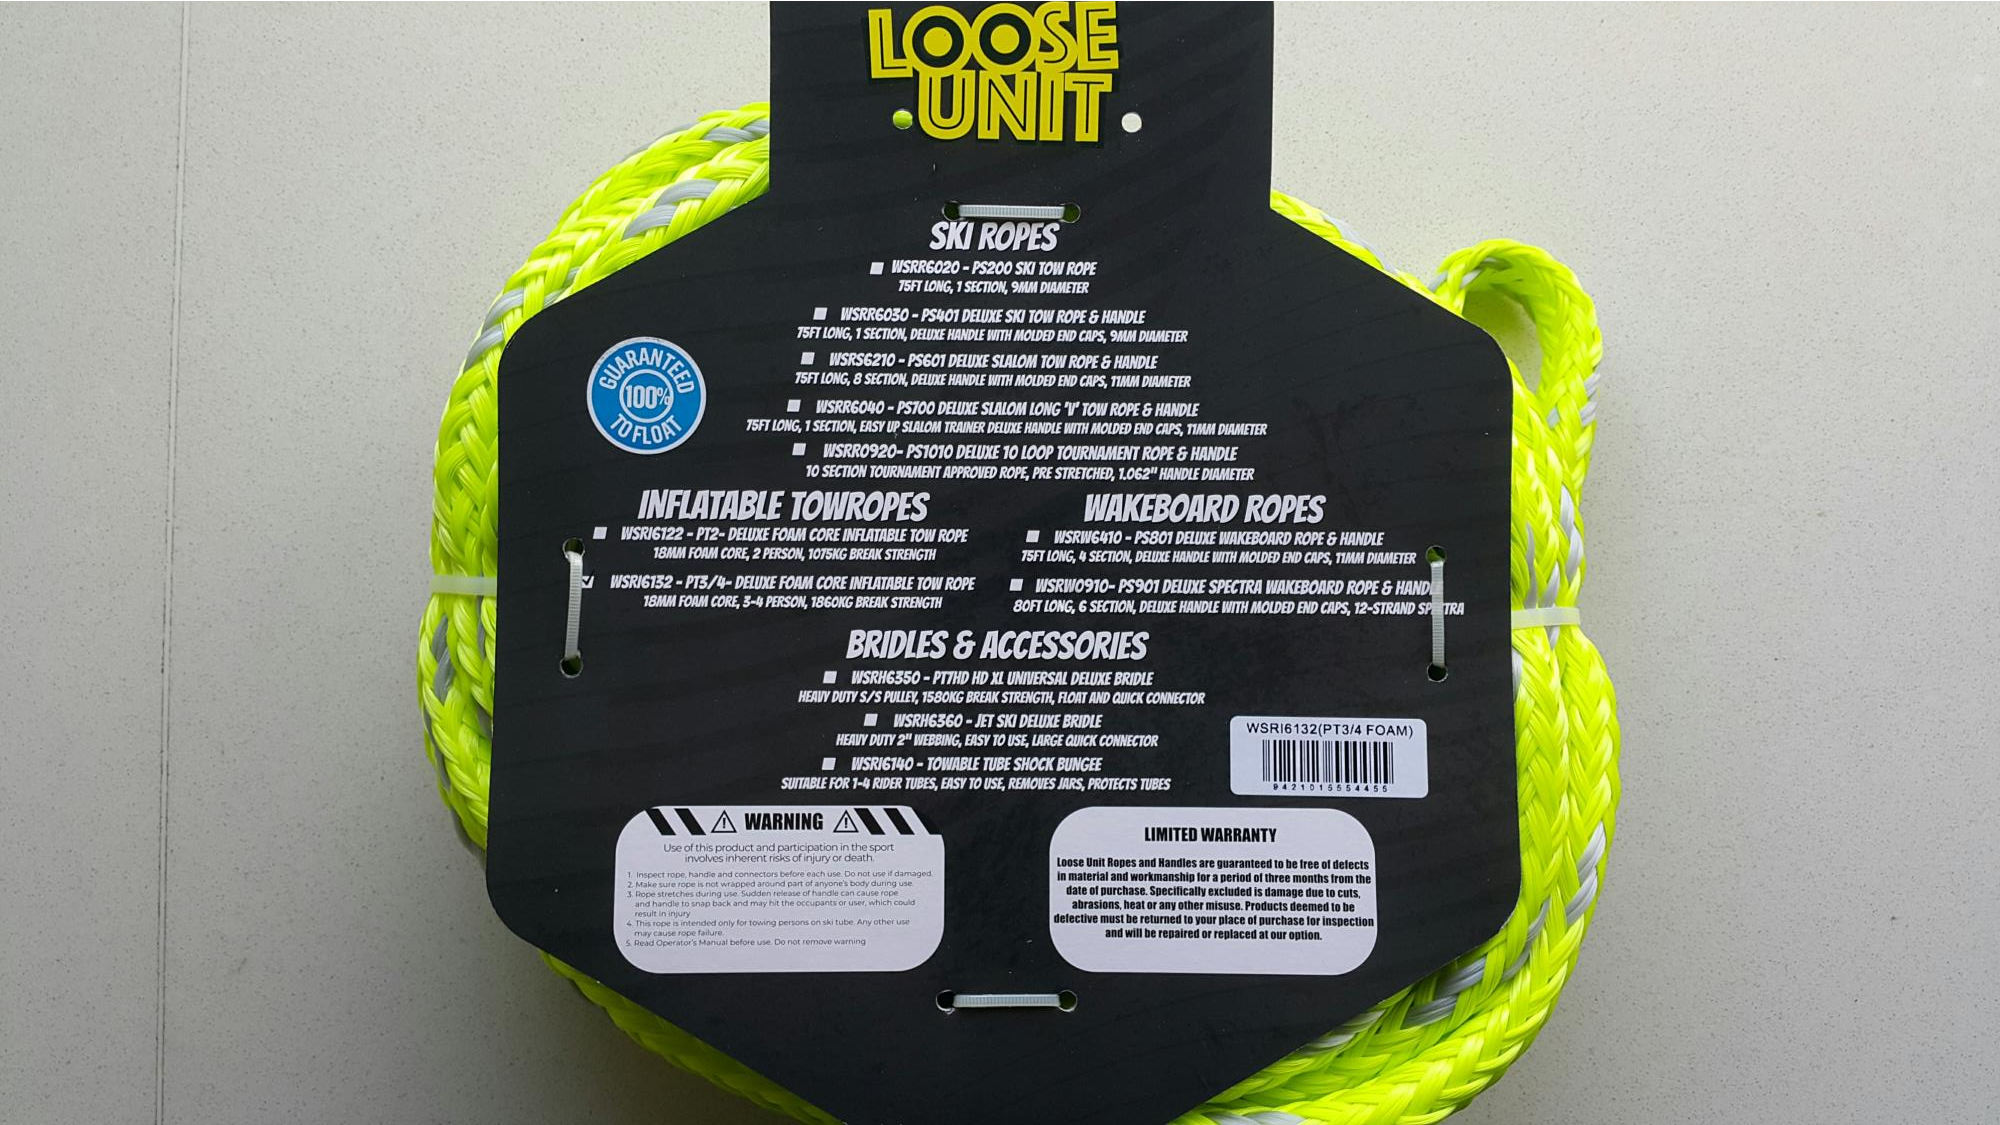 LOOSE
UNIT
SKI ROPES
WSRR6020 - PS200 SKI TOW ROPE
75FT LONG, 1 SECTION, 9MM DIAMETER
WSRR6030 - PS401 DELUXE SKI TOW ROPE & HANDLE
75FT LONG, 1 SECTION, DELUXE HANDLE WITH MOLDED END CAPS, 9MM DIAMETER
WSRS6210 - PS601 DELUXE SLALOM TOW ROPE & HANDLE
75FT LONG, 8 SECTION, DELUXE HANDLE WITH MOLDED END CAPS, 11MM DIAMETER
WSRR6040 - PS700 DELUXE SLALOM LONG "V" TOW ROPE & HANDLE
75FT LONG, 1 SECTION, EASY UP SLALOM TRAINER DELUXE HANDLE WITH MOLDED END CAPS, 11MM DIAMETER
WSRR0920- PS1010 DELUXE 10 LOOP TOURNAMENT ROPE & HANDLE
10 SECTION TOURNAMENT APPROVED ROPE, PRE STRETCHED, 1.062" HANDLE DIAMETER
GUARANTEED
100%
TO FLOAT
INFLATABLE TOWROPES
WSRI6122 - PT2- DELUXE FOAM CORE INFLATABLE TOW ROPE
18MM FOAM CORE, 2 PERSON, 1075KG BREAK STRENGTH
WSRI6132 - PT3/4- DELUXE FOAM CORE INFLATABLE TOW ROPE
18MM FOAM CORE, 3-4 PERSON, 1860KG BREAK STRENGTH
WAKEBOARD ROPES
WSRW6410 - PS801 DELUXE WAKEBOARD ROPE & HANDLE
75FT LONG, 4 SECTION, DELUXE HANDLE WITH MOLDED END CAPS, 11MM DIAMETER
WSRW0910- PS901 DELUXE SPECTRA WAKEBOARD ROPE & HANDL
80FT LONG, 6 SECTION, DELUXE HANDLE WITH MOLDED END CAPS, 12-STRAND SPECTRA
BRIDLES & ACCESSORIES
WSRH6350 - PT7HD HD XL UNIVERSAL DELUXE BRIDLE
HEAVY DUTY S/S PULLEY, 1580KG BREAK STRENGTH, FLOAT AND QUICK CONNECTOR
WSRH6360 - JET SKI DELUXE BRIDLE
HEAVY DUTY 2" WEBBING, EASY TO USE, LARGE QUICK CONNECTOR
WSRI6140 - TOWABLE TUBE SHOCK BUNGEE
SUITABLE FOR 1-4 RIDER TUBES, EASY TO USE, REMOVES JARS, PROTECTS TUBES
WSRI6132(PT3/4 FOAM)
9421015554455
WARNING
Use of this product and participation in the sport
involves inherent risks of injury or death.
1. Inspect rope, handle and connectors before each use. Do not use if damaged.
2. Make sure rope is not wrapped around part of anyone's body during use.
3. Rope stretches during use. Sudden release of handle can cause rope
and handle to snap back and may hit the occupants or user, which could
result in injury
4. This rope is intended only for towing persons on ski tube. Any other use
may cause rope failure.
5. Read Operator's Manual before use. Do not remove warning
LIMITED WARRANTY
Loose Unit Ropes and Handles are guaranteed to be free of defects
in material and workmanship for a period of three months from the
date of purchase. Specifically excluded is damage due to cuts,
abrasions, heat or any other misuse. Products deemed to be
defective must be returned to your place of purchase for inspection
and will be repaired or replaced at our option.